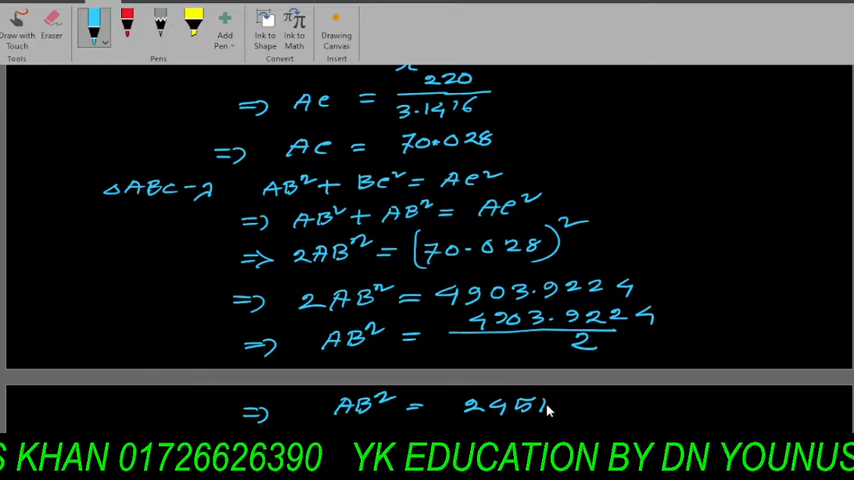 Draw with Touch
Eraser
Add Pen
Ink to Shape
Ink to Math
Drawing Canvas
Tools
Pens
Convert
Insert
⇒ AC = 220 / 3.1416
⇒ AC = 70.028
△ABC-এ AB² + BC² = AC²
⇒ AB² + AB² = AC²
⇒ 2AB² = (70.028)²
⇒ 2AB² = 4903.9224
⇒ AB² = 4903.9224 / 2
⇒ AB² = 2451
S KHAN 01726626390 YK EDUCATION BY DN YOUNUS